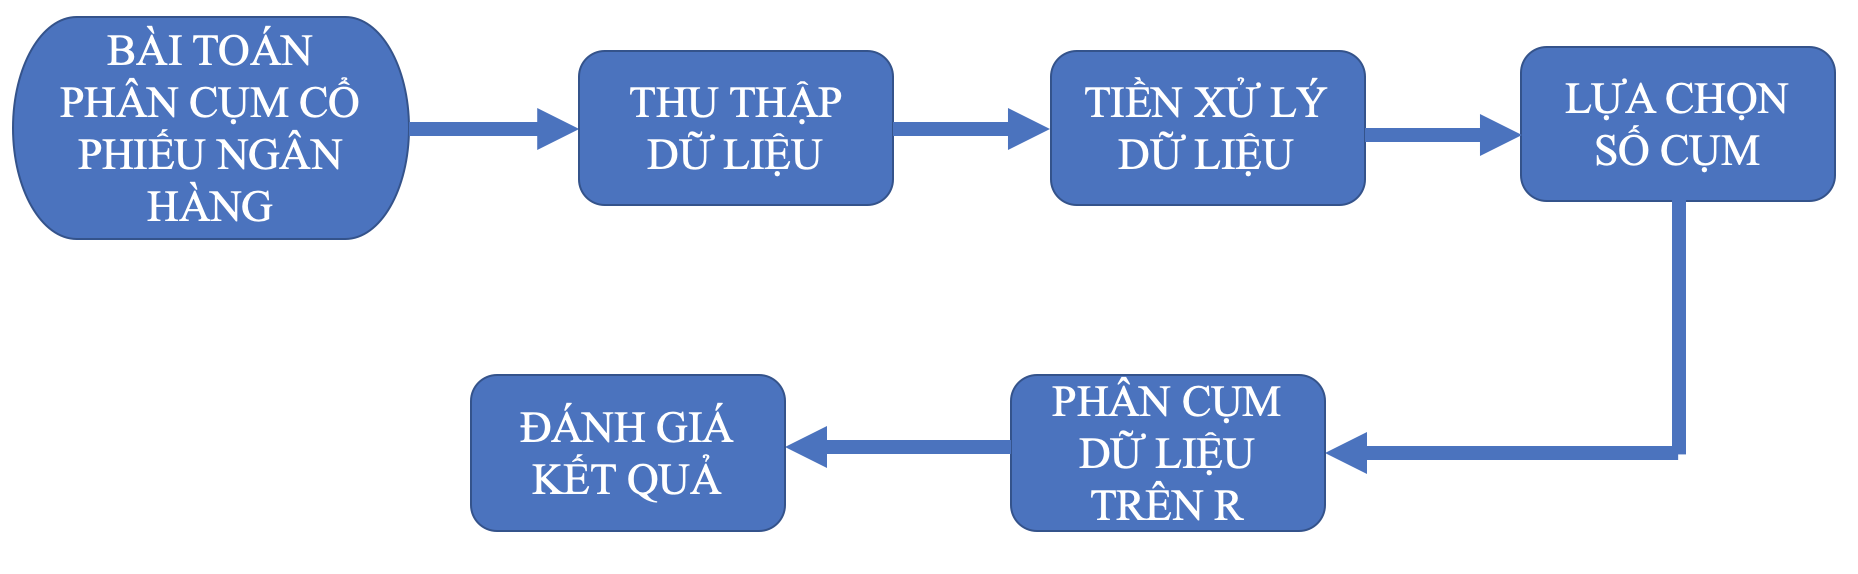 BÀI TOÁN
PHÂN CỤM CỔ
PHIẾU NGÂN
HÀNG
THU THẬP
DỮ LIỆU
TIỀN XỬ LÝ
DỮ LIỆU
LỰA CHỌN
SỐ CỤM
PHÂN CỤM
DỮ LIỆU
TRÊN R
ĐÁNH GIÁ
KẾT QUẢ